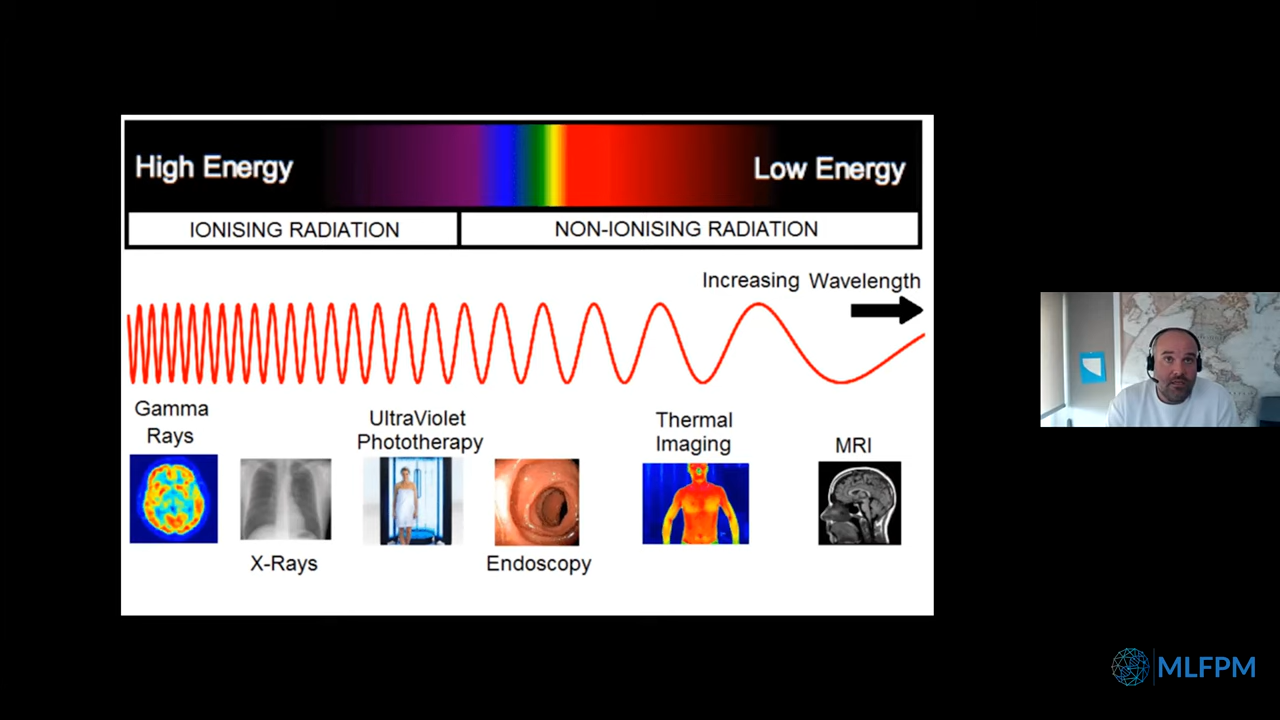 High Energy
Low Energy
IONISING RADIATION
NON-IONISING RADIATION
Increasing Wavelength
Gamma
Rays
X-Rays
UltraViolet
Phototherapy
Endoscopy
Thermal
Imaging
MRI
MLFPM